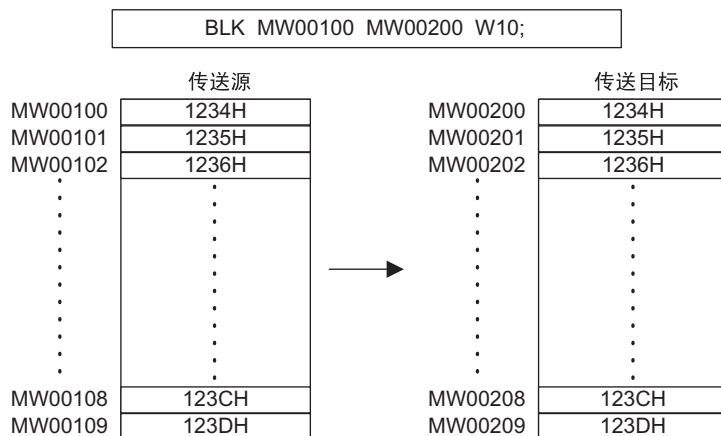 BLK MW00100 MW00200 W10;
传送源 传送目标
MW00100 1234H MW00200 1234H
MW00101 1235H MW00201 1235H
MW00102 1236H MW00202 1236H
MW00108 123CH MW00208 123CH
MW00109 123DH MW00209 123DH